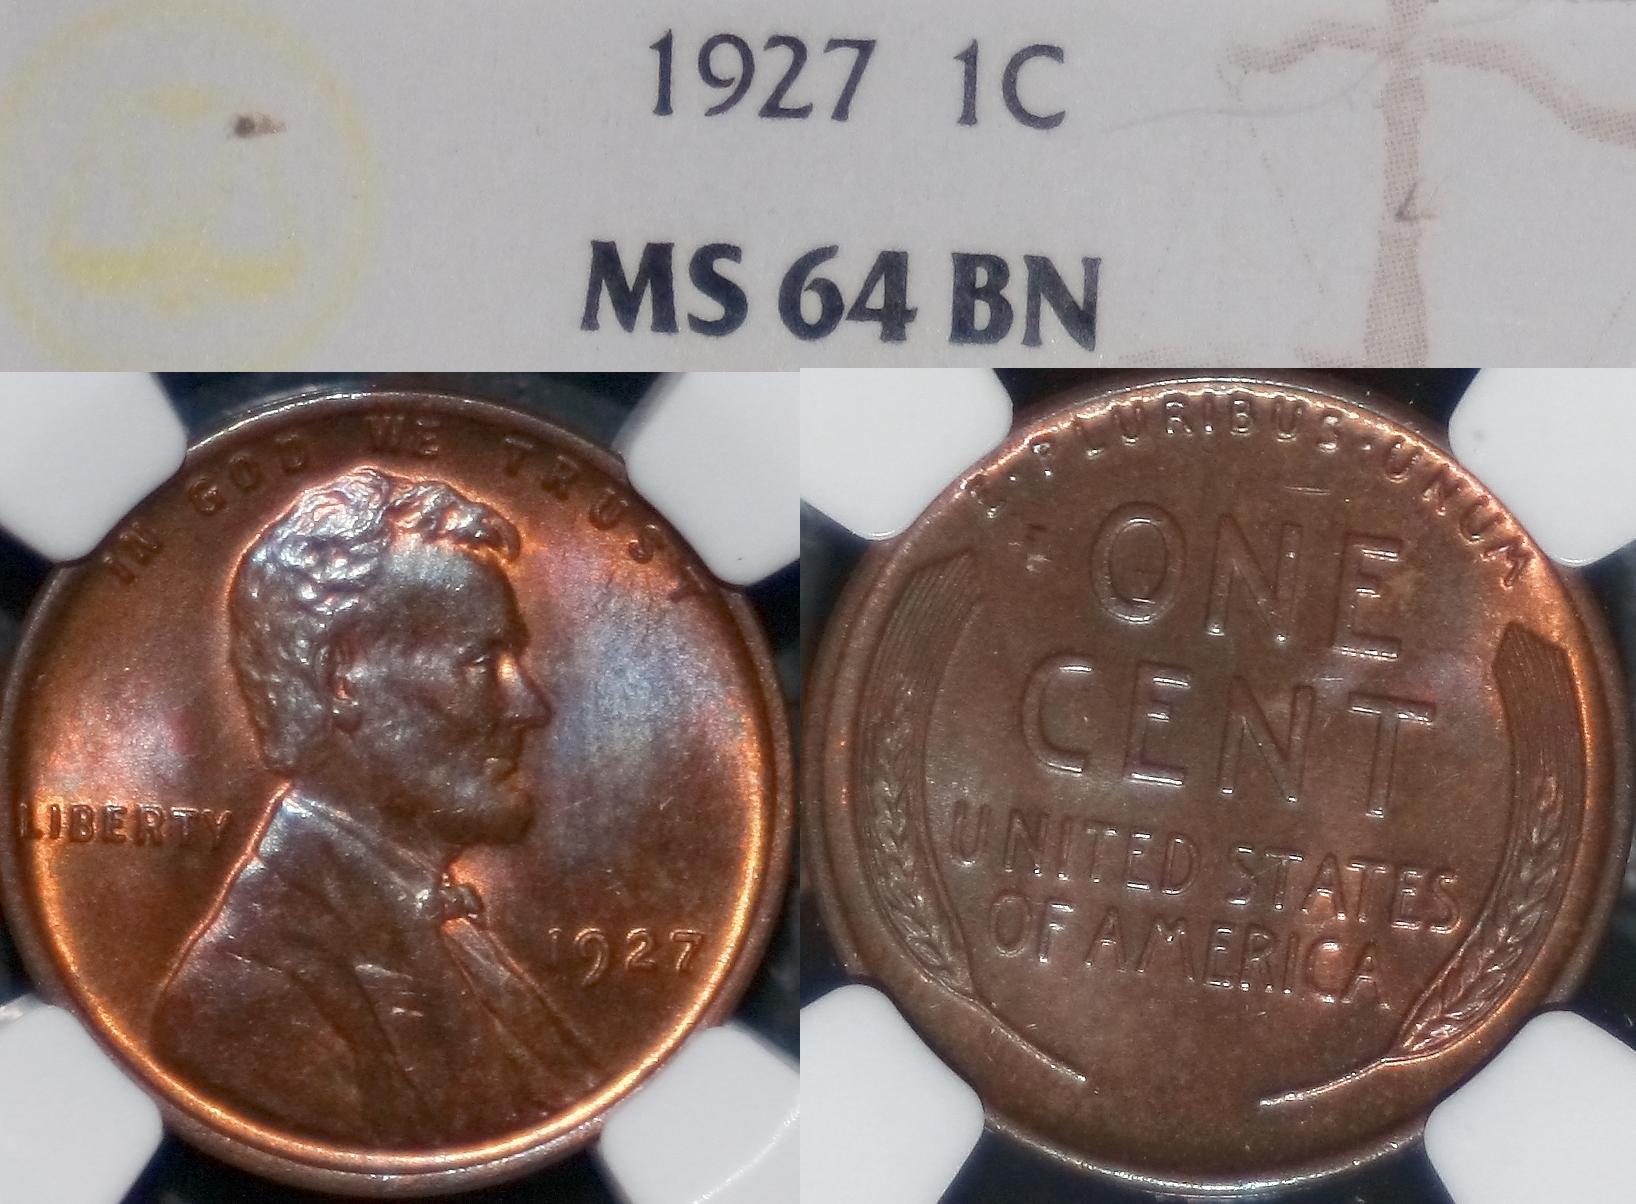 1927 1C
MS 64 BN
IN GOD WE TRUST
LIBERTY
1927
E·PLURIBUS·UNUM
ONE
CENT
UNITED STATES
OF AMERICA